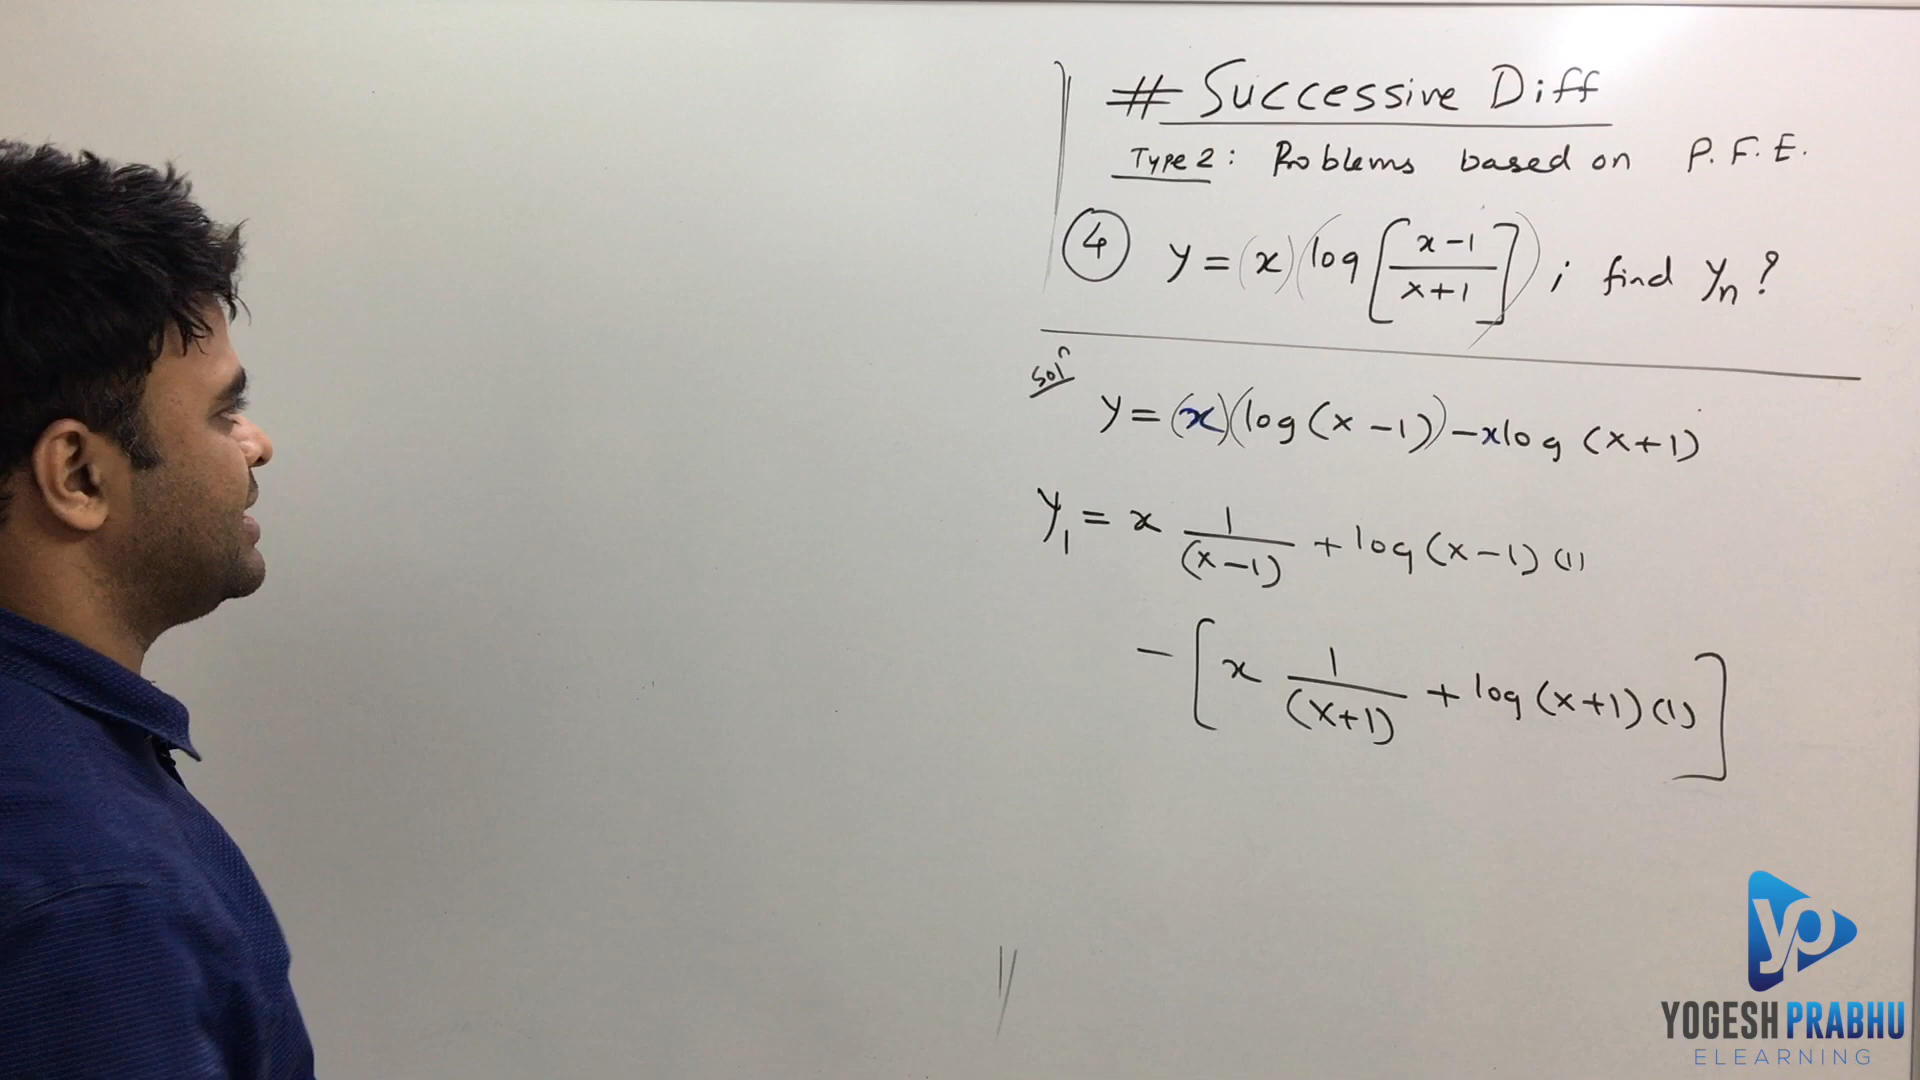 # Successive Diff
Type 2 : Problems based on P.F.E.
④ y = (x) (log [ x-1 / x+1 ]) ; find yn ?
Solⁿ
y = (x)(log (x-1)) - xlog (x+1)
y₁ = x 1/(x-1) + log (x-1) (1)
- [ x 1/(x+1) + log (x+1) (1) ]
yp
YOGESH PRABHU
ELEARNING